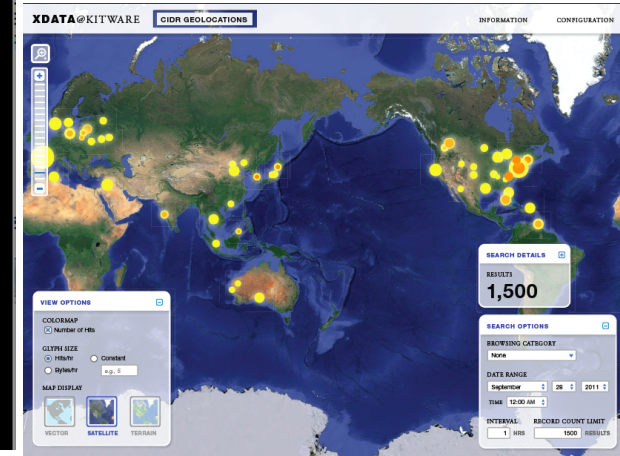 XDATA@KITWARE CIDR GEOLOCATIONS INFORMATION CONFIGURATION
SEARCH DETAILS
RESULTS
1,500
VIEW OPTIONS
COLORMAP
Number of Hits
GLYPH SIZE
Hits/hr Constant
Bytes/hr e.g., 5
MAP DISPLAY
VECTOR SATELLITE TERRAIN
SEARCH OPTIONS
BROWSING CATEGORY
None
DATE RANGE
September 28 2011
TIME 12:00 AM
INTERVAL RECORD COUNT LIMIT
1 HRS 1500 RESULTS